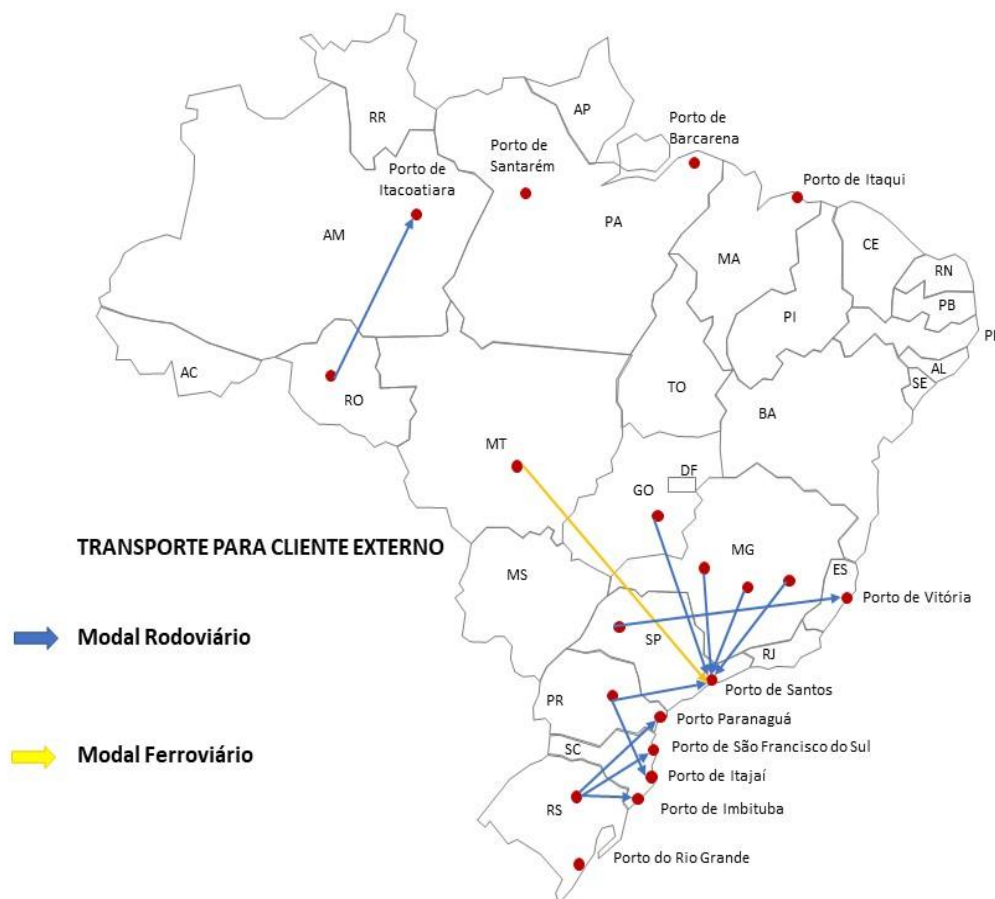 AP
RR
Porto de
Barcarena
Porto de
Santarém
Porto de
Itacoatiara
Porto de Itaqui
AM
PA
MA
CE
RN
PB
PI
AC
RO
TO
AL
SE
BA
MT
GO
DF
TRANSPORTE PARA CLIENTE EXTERNO
MS
MG
ES
Porto de Vitória
Modal Rodoviário
SP
RJ
Porto de Santos
PR
Porto Paranaguá
Modal Ferroviário
SC
Porto de São Francisco do Sul
Porto de Itajaí
RS
Porto de Imbituba
Porto do Rio Grande